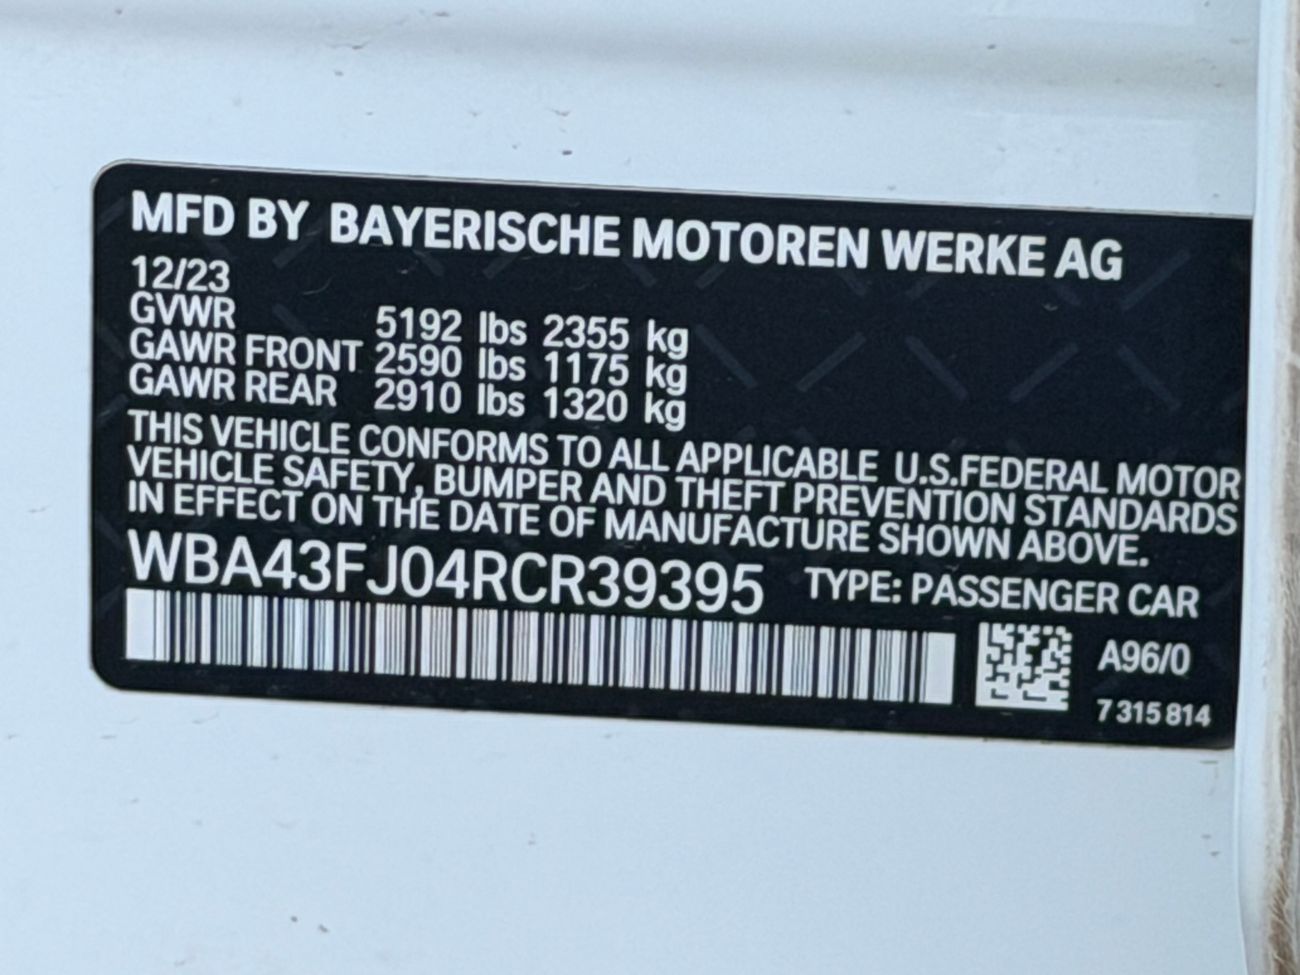 MFD BY BAYERISCHE MOTOREN WERKE AG
12/23
GVWR 5192 lbs 2355 kg
GAWR FRONT 2590 lbs 1175 kg
GAWR REAR 2910 lbs 1320 kg
THIS VEHICLE CONFORMS TO ALL APPLICABLE U.S.FEDERAL MOTOR
VEHICLE SAFETY, BUMPER AND THEFT PREVENTION STANDARDS
IN EFFECT ON THE DATE OF MANUFACTURE SHOWN ABOVE.
WBA43FJ04RCR39395 TYPE: PASSENGER CAR
A96/0
7 315 814